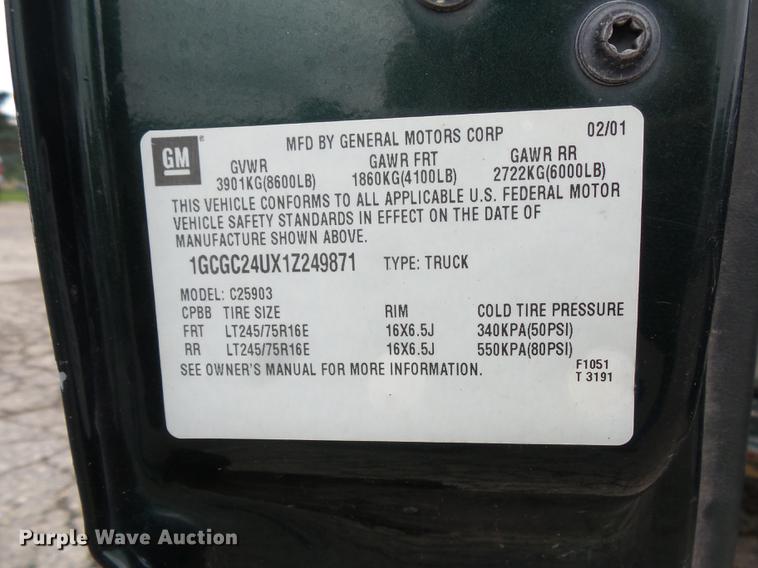 GM
MFD BY GENERAL MOTORS CORP 02/01
GVWR GAWR FRT GAWR RR
3901KG(8600LB) 1860KG(4100LB) 2722KG(6000LB)
THIS VEHICLE CONFORMS TO ALL APPLICABLE U.S. FEDERAL MOTOR
VEHICLE SAFETY STANDARDS IN EFFECT ON THE DATE OF
MANUFACTURE SHOWN ABOVE.
1GCGC24UX1Z249871 TYPE: TRUCK
MODEL: C25903
CPBB TIRE SIZE RIM COLD TIRE PRESSURE
FRT LT245/75R16E 16X6.5J 340KPA(50PSI)
RR LT245/75R16E 16X6.5J 550KPA(80PSI)
SEE OWNER'S MANUAL FOR MORE INFORMATION.
F1051
T 3191
Purple Wave Auction